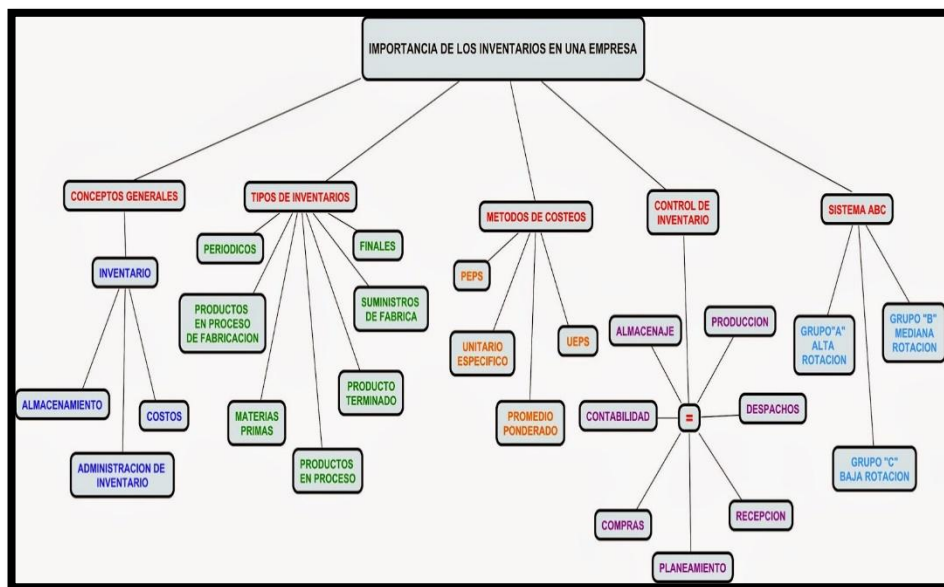 IMPORTANCIA DE LOS INVENTARIOS EN UNA EMPRESA
CONCEPTOS GENERALES
INVENTARIO
ALMACENAMIENTO
COSTOS
ADMINISTRACION DE
INVENTARIO
TIPOS DE INVENTARIOS
PERIODICOS
FINALES
PRODUCTOS
EN PROCESO
DE FABRICACION
SUMINISTROS
DE FABRICA
MATERIAS
PRIMAS
PRODUCTO
TERMINADO
PRODUCTOS
EN PROCESO
METODOS DE COSTEOS
PEPS
UNITARIO
ESPECIFICO
UEPS
PROMEDIO
PONDERADO
CONTROL DE
INVENTARIO
ALMACENAJE
PRODUCCION
CONTABILIDAD
=
DESPACHOS
COMPRAS
RECEPCION
PLANEAMIENTO
SISTEMA ABC
GRUPO"A"
ALTA
ROTACION
GRUPO "B"
MEDIANA
ROTACION
GRUPO "C"
BAJA ROTACION